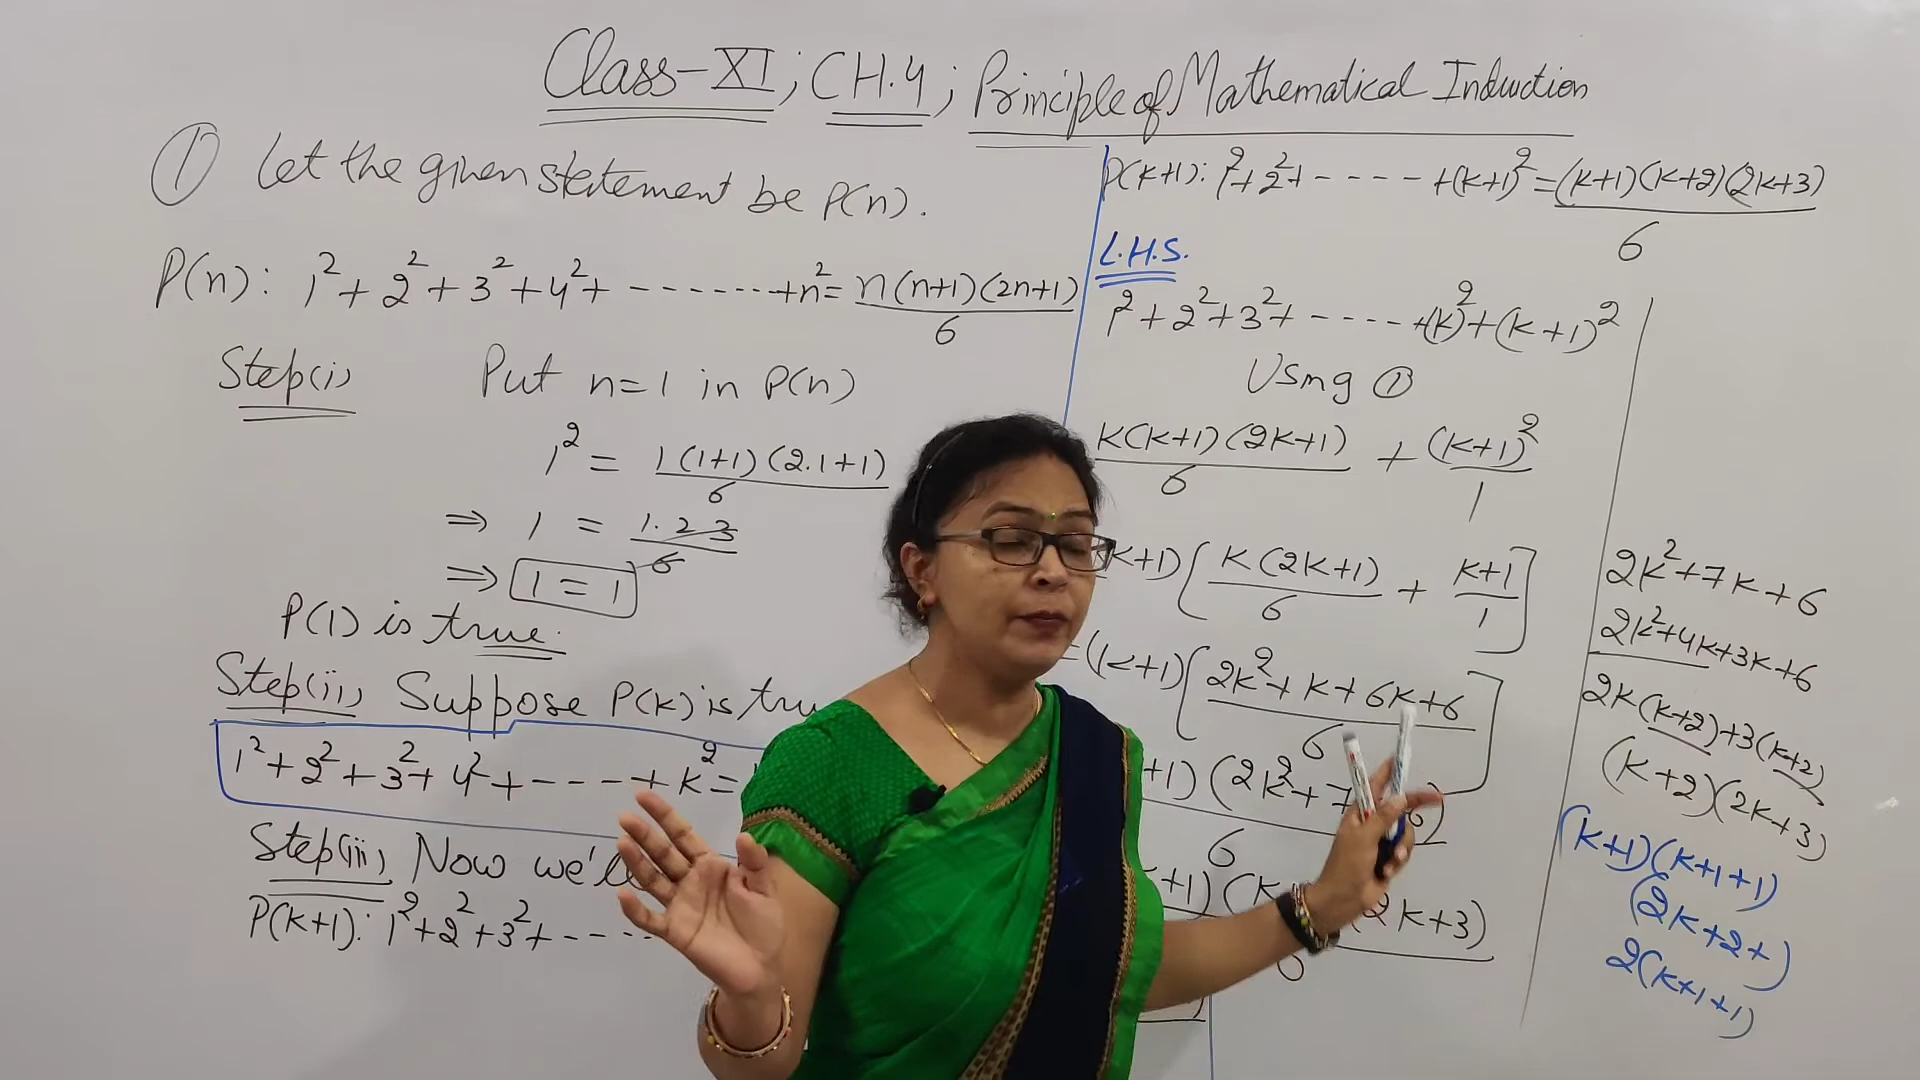 Class-XI; CH.4; Principle of Mathematical Induction
① Let the given statement be P(n).
P(n): 1²+2²+3²+4²+-------+n² = n(n+1)(2n+1)/6
Step(i) Put n=1 in P(n)
1² = 1(1+1)(2.1+1)/6
⇒ 1 = 1.2 3/6
⇒ 1 = 1
P(1) is true.
Step(ii) Suppose P(k) is
1²+2²+3²+4²+----+k² =
Step(iii) Now
P(k+1): 1²+2²+3²+----
P(k+1): 1²+2²+-----+(k+1)² = (k+1)(k+2)(2k+3)/6
L.H.S.
1²+2²+3²+-----+(k)²+(k+1)²
Using ①
k(k+1)(2k+1)/6 + (k+1)²/1
k+1)[k(2k+1)/6 + k+1/1]
=(k+1)[2k²+k+6k+6/6]
+1)(2k²+7 6)/6
+1)(k 2k+3)/6
2k²+7k+6
2k²+4k+3k+6
2k(k+2)+3(k+2)
(k+2)(2k+3)
(k+1)(k+1+1)
(2k+2+)
2(k+1+1)